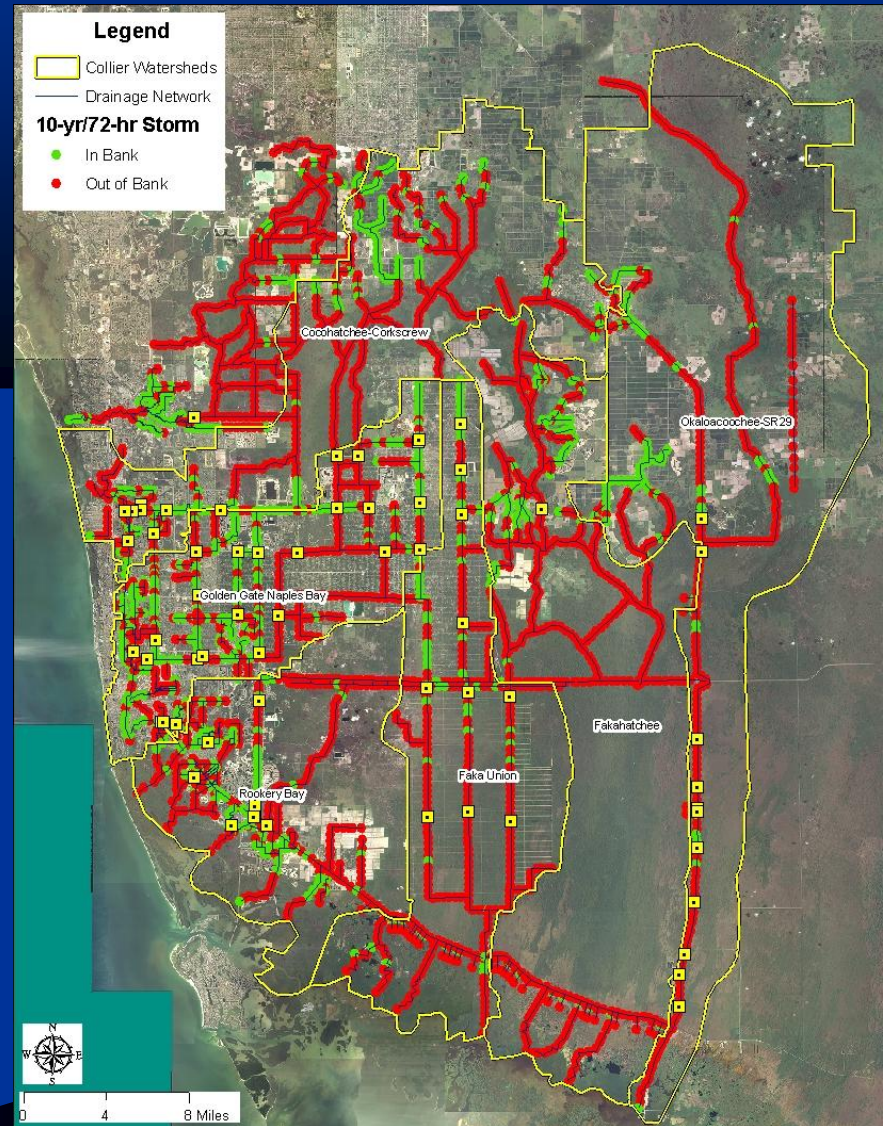 Legend
Collier Watersheds
Drainage Network
10-yr/72-hr Storm
In Bank
Out of Bank
Cocohatchee-Corkscrew
Okaloacoochee-SR29
Golden Gate Naples Bay
Fakahatchee
Faka Union
Rookery Bay
N
W E
S
0 4 8 Miles